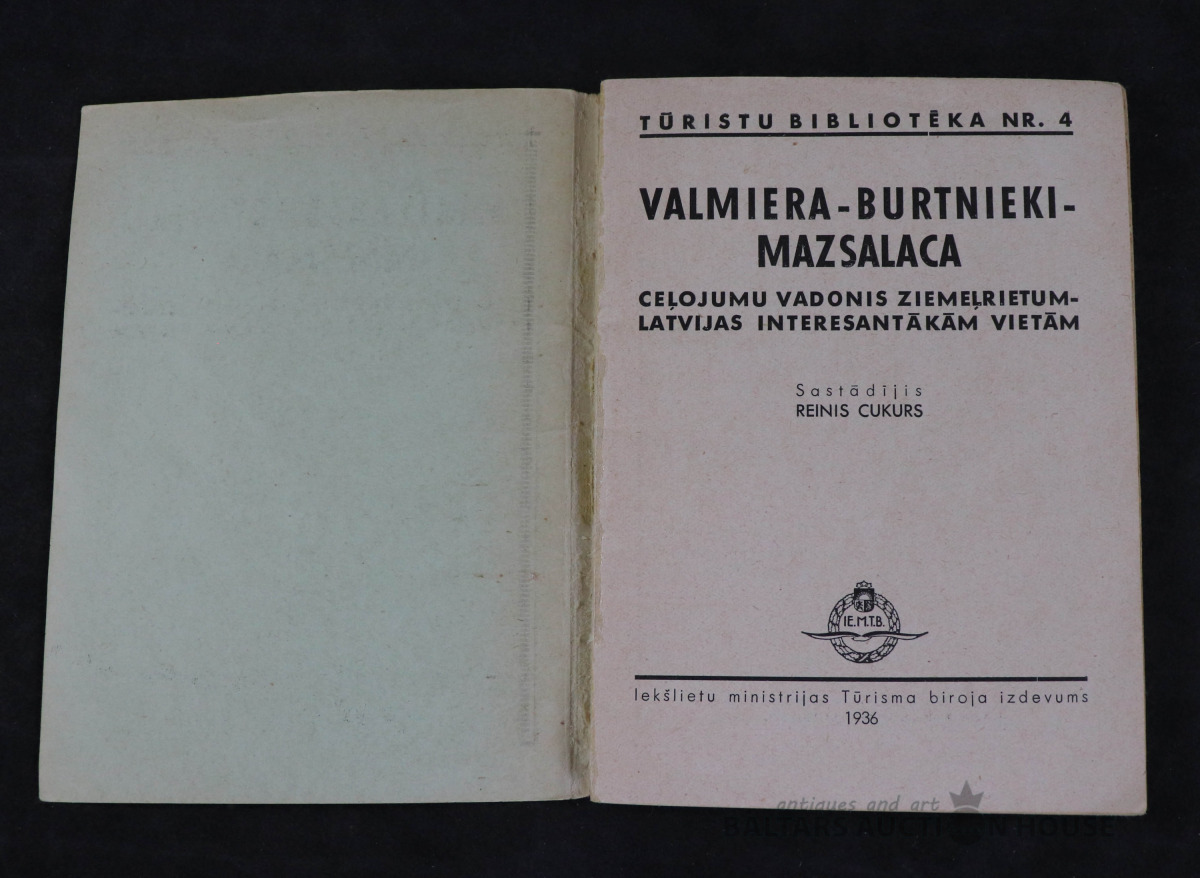 TŪRISTU BIBLIOTĒKA NR. 4
VALMIERA-BURTNIEKI-
MAZSALACA
CEĻOJUMU VADONIS ZIEMEĻRIETUM-
LATVIJAS INTERESANTĀKĀM VIETĀM
Sastādījis
REINIS CUKURS
IE.M.T.B.
Iekšlietu ministrijas Tūrisma biroja izdevums
1936
antiques and art
BALTARS AUCTION HOUSE